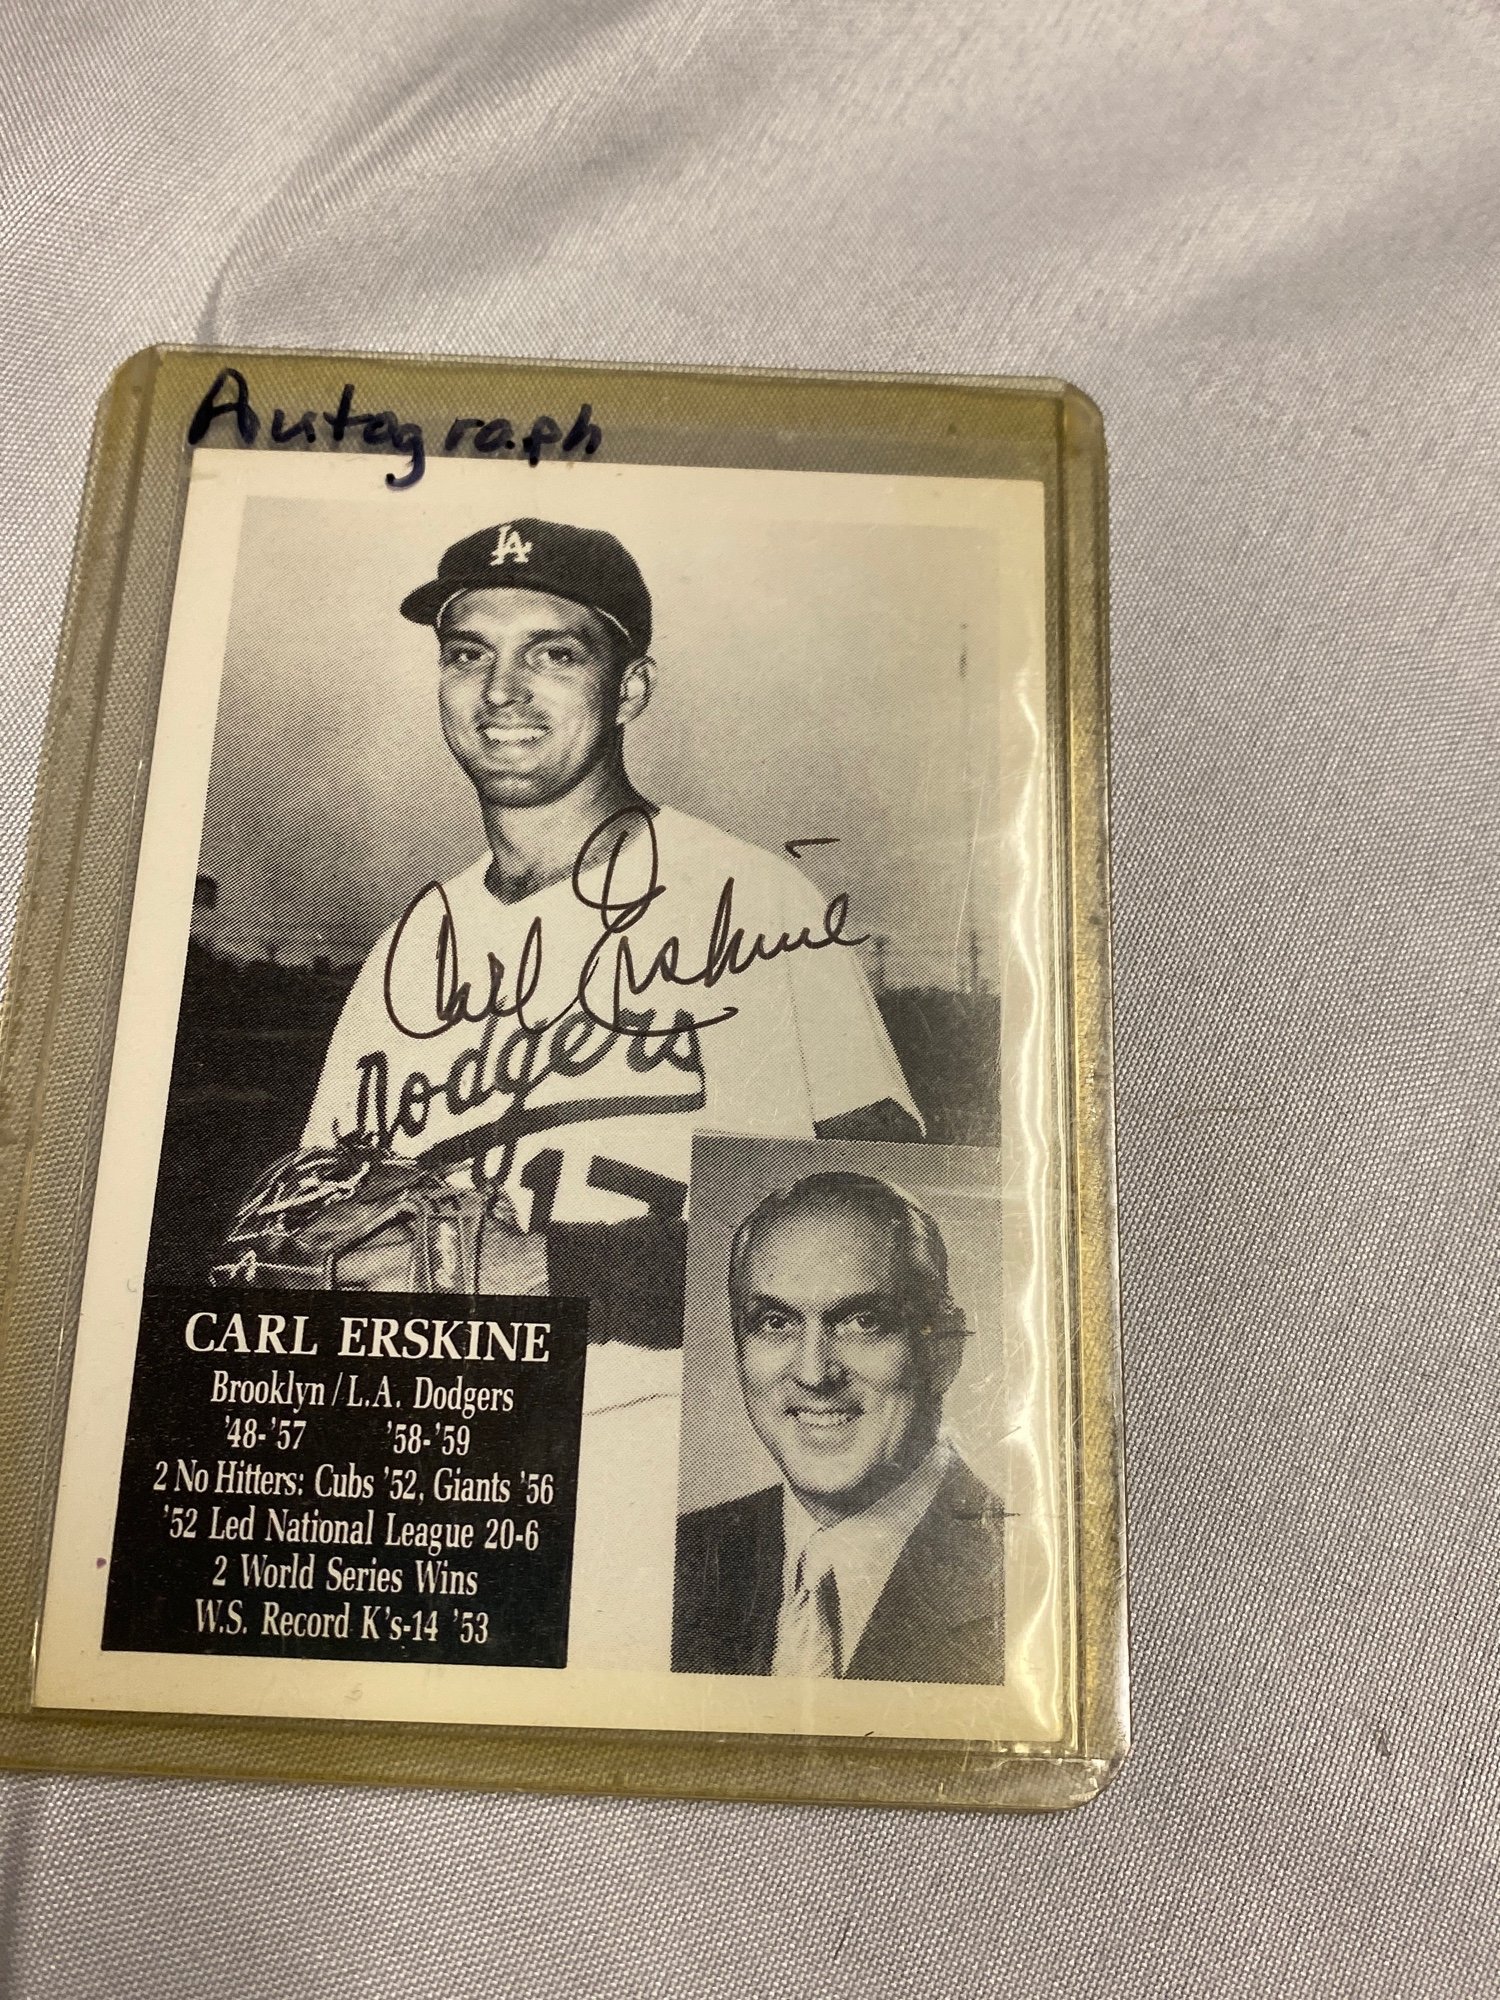 Autograph
LA
Carl Erskine
Dodgers
17
CARL ERSKINE
Brooklyn / L.A. Dodgers
'48-'57 '58-'59
2 No Hitters: Cubs '52, Giants '56
'52 Led National League 20-6
2 World Series Wins
W.S. Record K's-14 '53